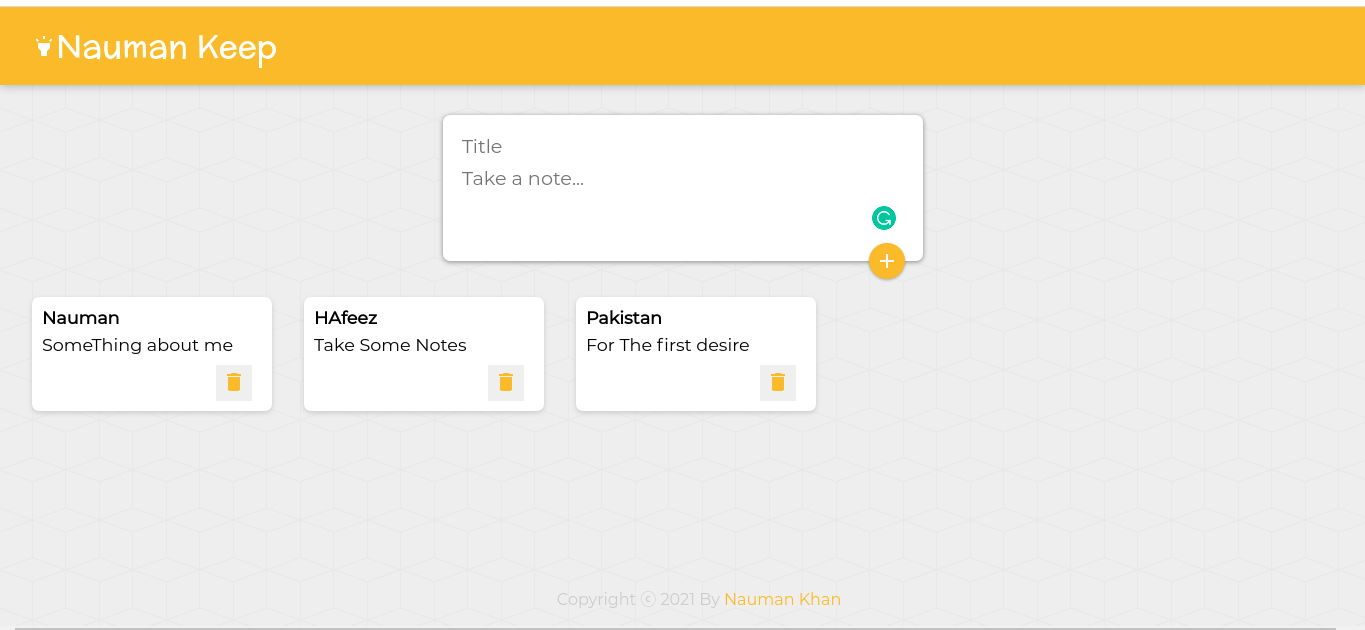 Nauman Keep
Title
Take a note...
Nauman
SomeThing about me
HAfeez
Take Some Notes
Pakistan
For The first desire
Copyright ⓒ 2021 By Nauman Khan